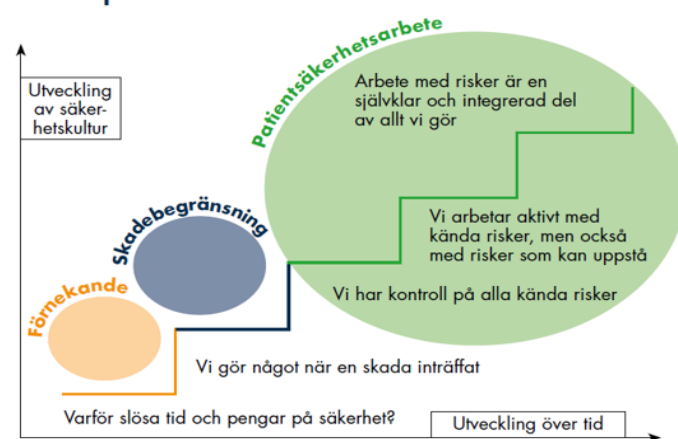 Patientsäkerhetsarbete
Arbete med risker är en
självklar och integrerad del
av allt vi gör
Utveckling
av säker-
hetskultur
Skadebegränsning
Vi arbetar aktivt med
kända risker, men också
med risker som kan uppstå
Förnekande
Vi har kontroll på alla kända risker
Vi gör något när en skada inträffat
Varför slösa tid och pengar på säkerhet?
Utveckling över tid